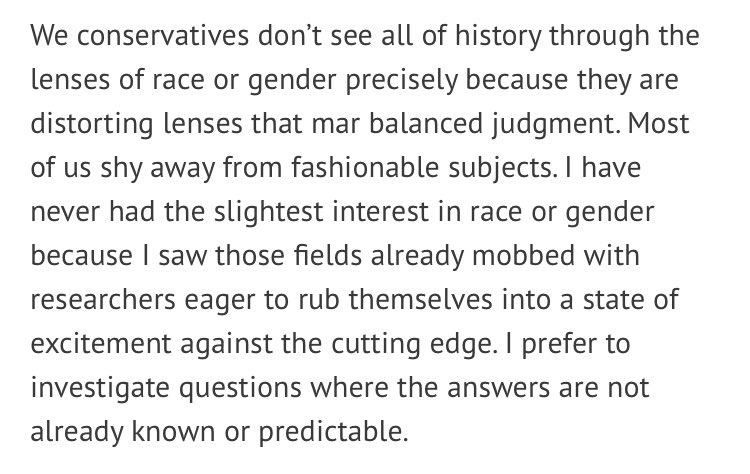 We conservatives don’t see all of history through the
lenses of race or gender precisely because they are
distorting lenses that mar balanced judgment. Most
of us shy away from fashionable subjects. I have
never had the slightest interest in race or gender
because I saw those fields already mobbed with
researchers eager to rub themselves into a state of
excitement against the cutting edge. I prefer to
investigate questions where the answers are not
already known or predictable.